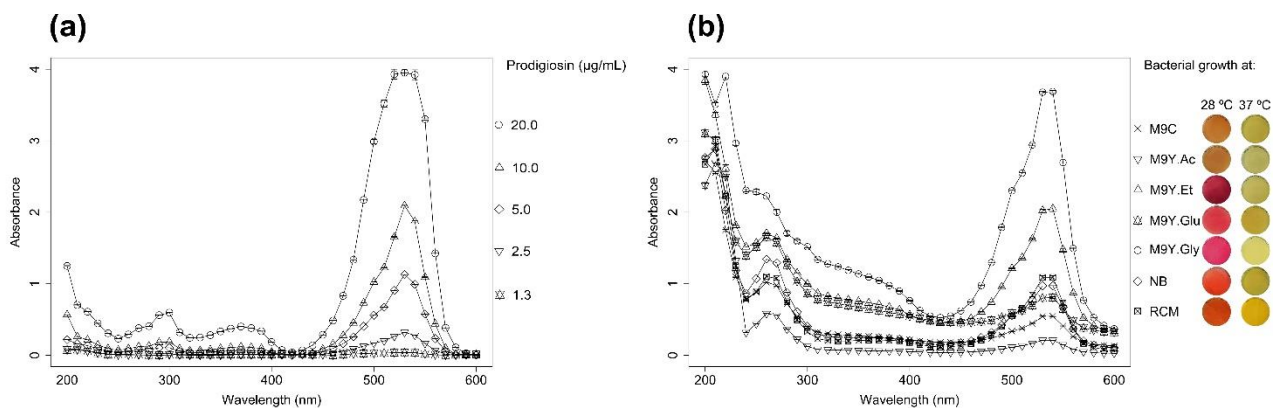 (a)
Prodigiosin (µg/mL)
20.0
10.0
5.0
2.5
1.3
Absorbance
4
3
2
1
0
200
300
400
500
600
Wavelength (nm)
(b)
Bacterial growth at:
28 ºC 37 ºC
M9C
M9Y.Ac
M9Y.Et
M9Y.Glu
M9Y.Gly
NB
RCM
Absorbance
4
3
2
1
0
200
300
400
500
600
Wavelength (nm)